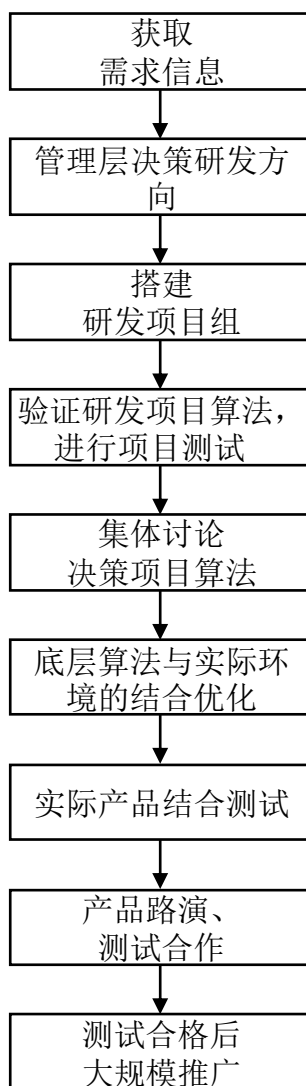 获取
需求信息
管理层决策研发方
向
搭建
研发项目组
验证研发项目算法，
进行项目测试
集体讨论
决策项目算法
底层算法与实际环
境的结合优化
实际产品结合测试
产品路演、
测试合作
测试合格后
大规模推广